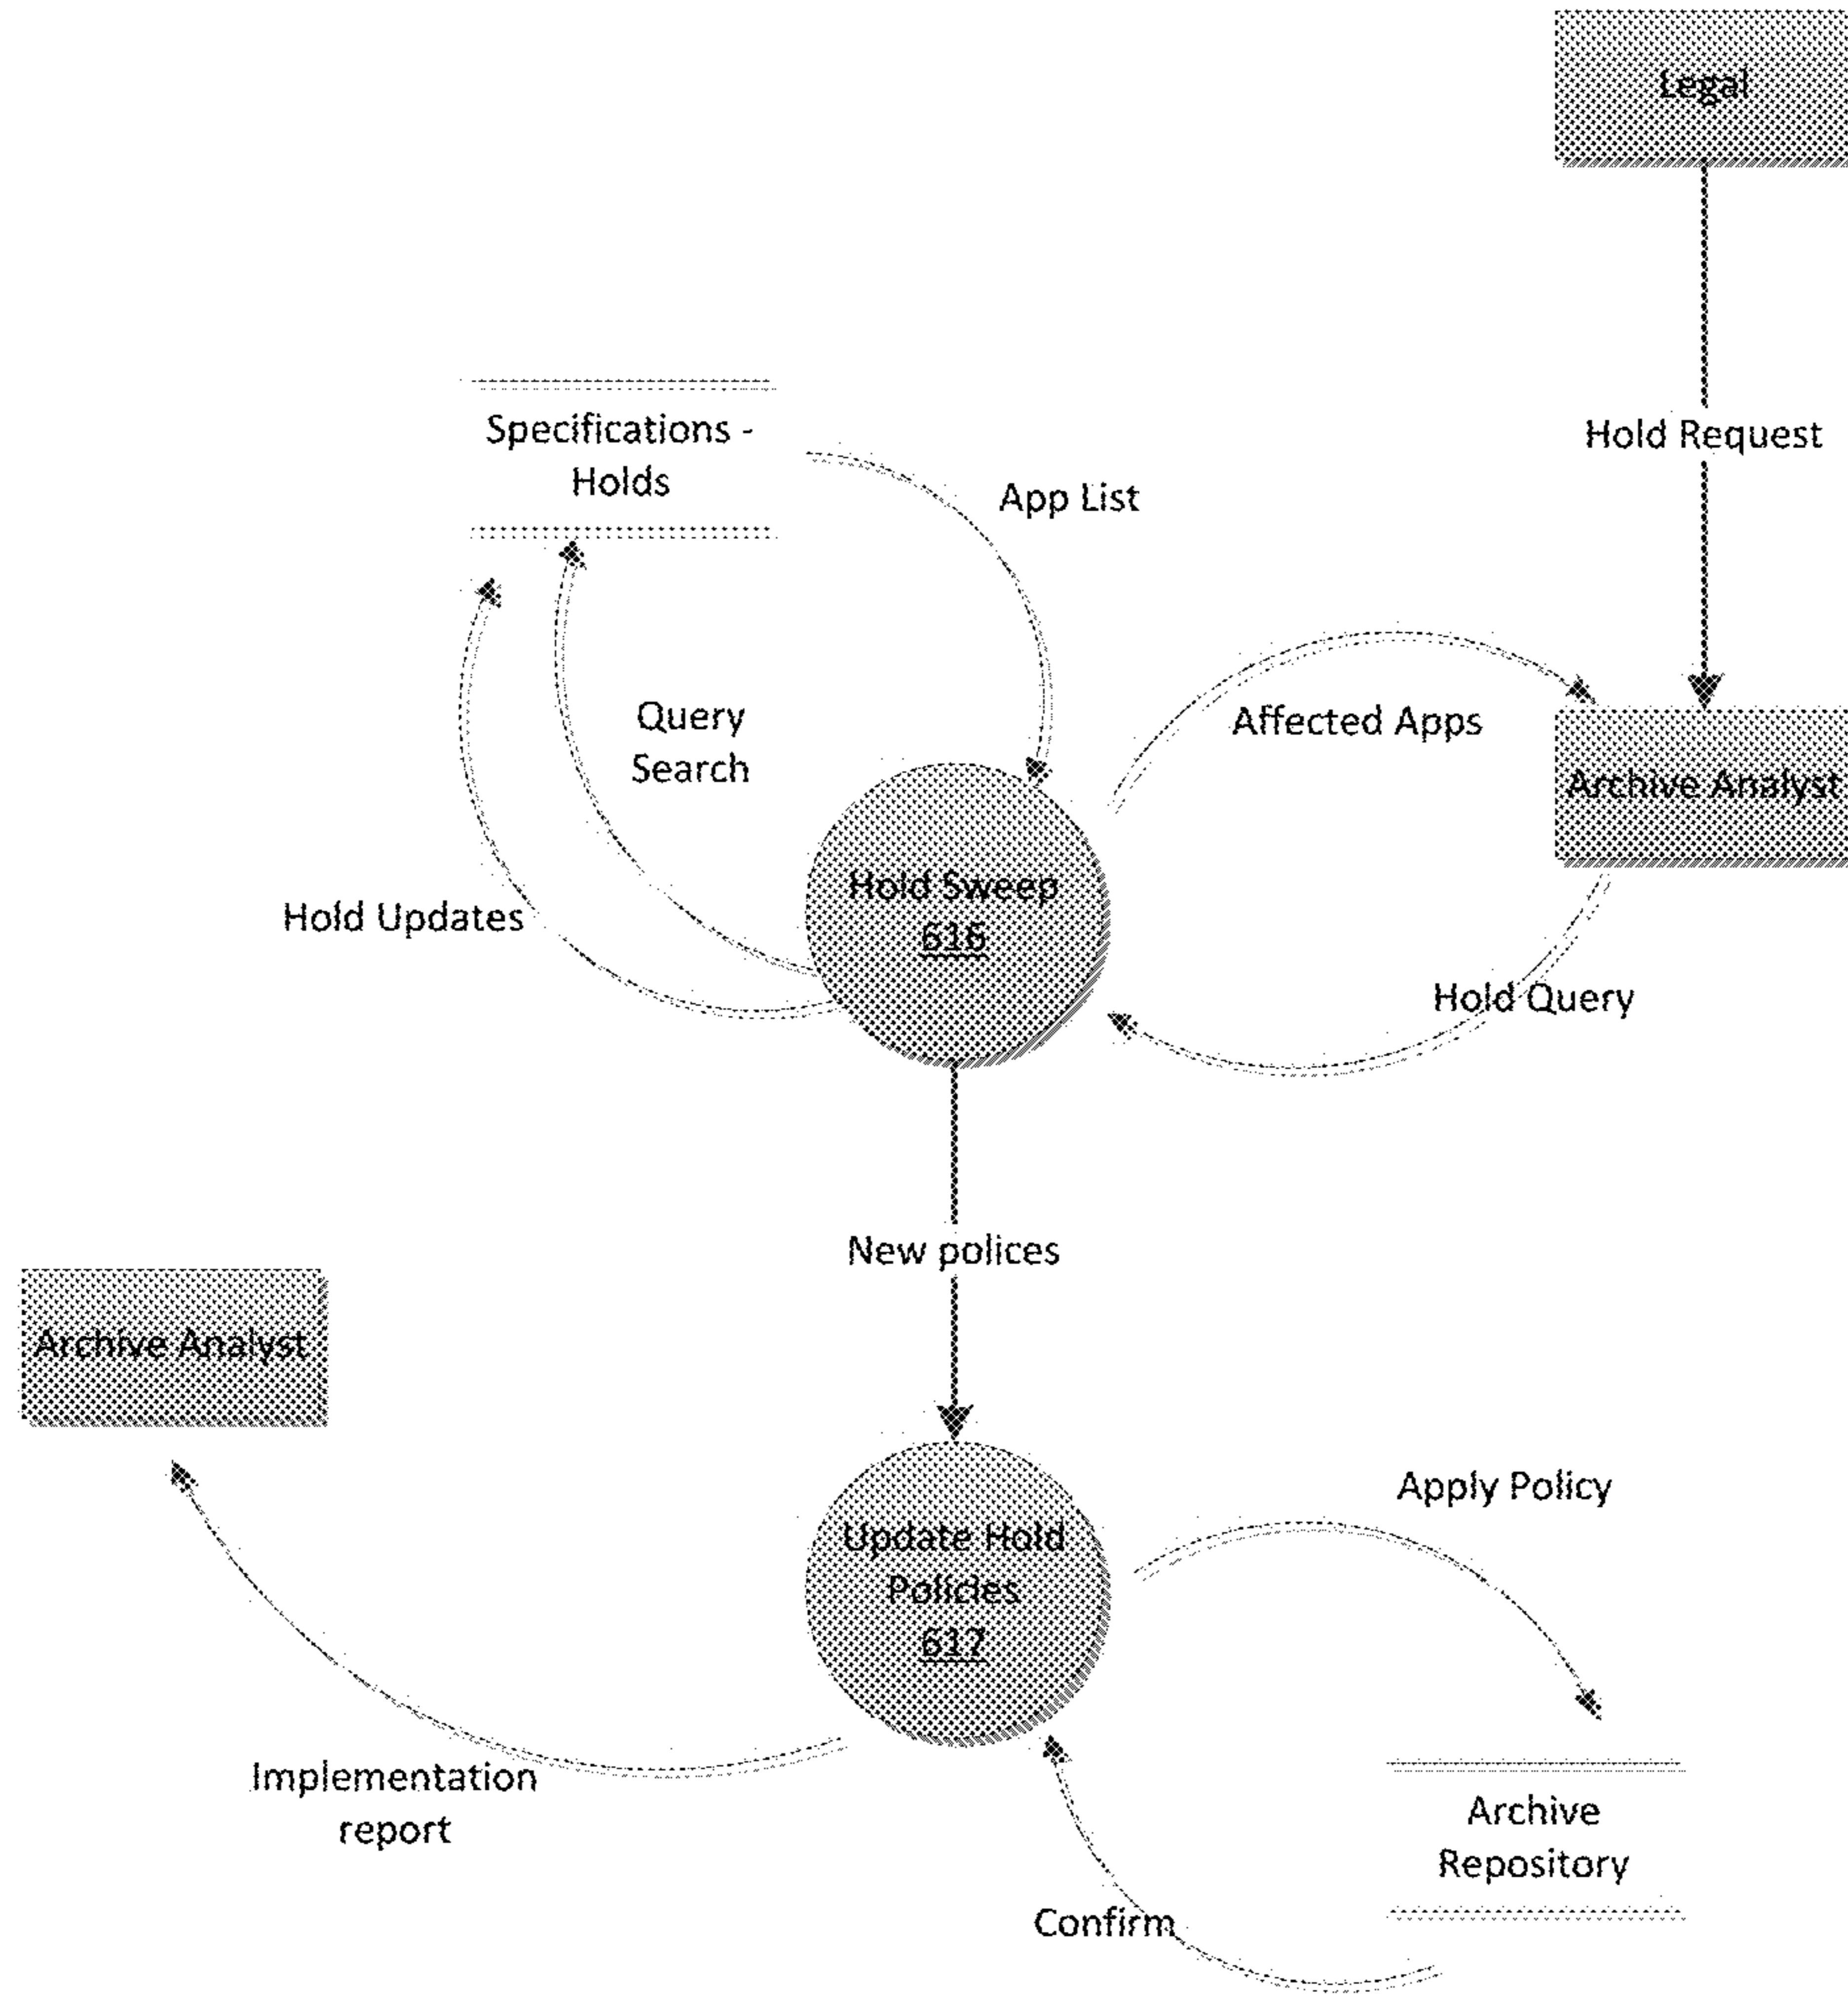 Legal
Hold Request
Specifications -
Holds
App List
Query
Search
Affected Apps
Archive Analyst
Hold Sweep
616
Hold Updates
Hold Query
New polices
Archive Analyst
Update Hold
Policies
617
Apply Policy
Implementation
report
Archive
Repository
Confirm